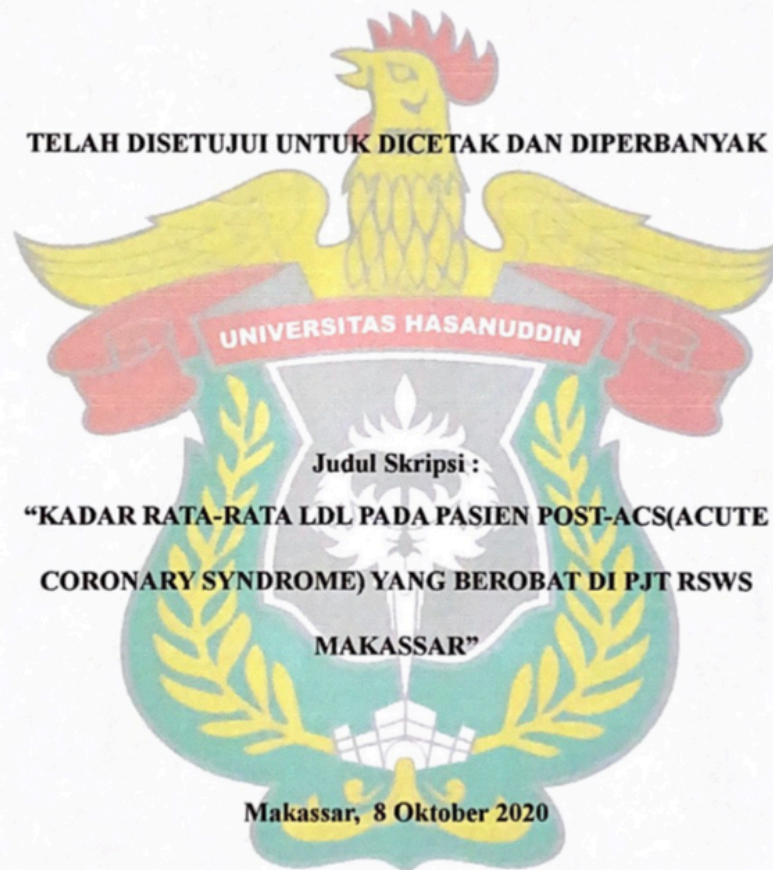 TELAH DISETUJUI UNTUK DICETAK DAN DIPERBANYAK
UNIVERSITAS HASANUDDIN
Judul Skripsi :
“KADAR RATA-RATA LDL PADA PASIEN POST-ACS(ACUTE
CORONARY SYNDROME) YANG BEROBAT DI PJT RSWS
MAKASSAR”
Makassar, 8 Oktober 2020